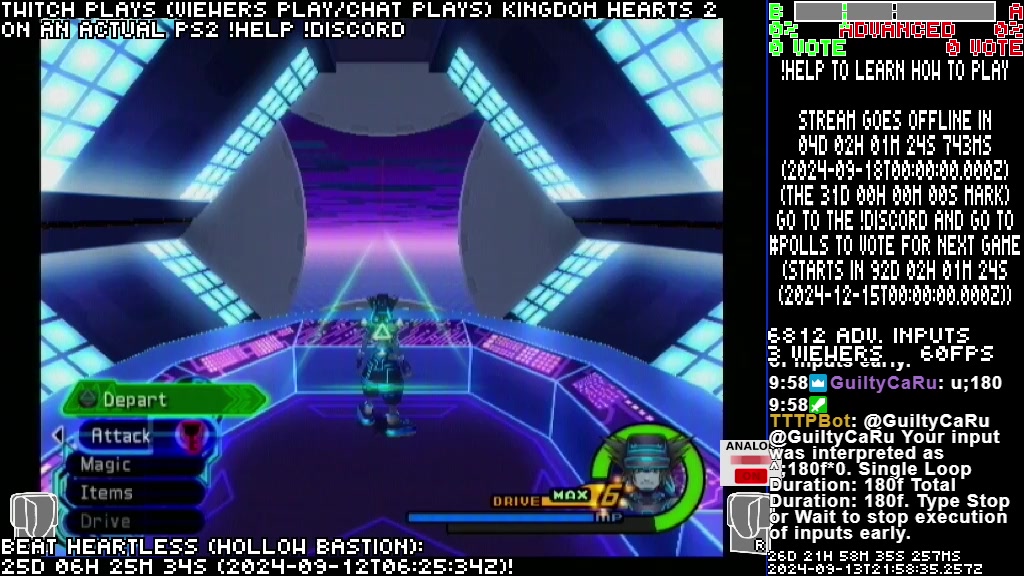 TWITCH PLAYS (VIEWERS PLAY/CHAT PLAYS) KINGDOM HEARTS 2
ON AN ACTUAL PS2 !HELP !DISCORD
B
A
0%
ADVANCED
0%
0 VOTE
0 VOTE
!HELP TO LEARN HOW TO PLAY
STREAM GOES OFFLINE IN
04D 02H 01M 24S 743MS
(2024-09-18T00:00:00.000Z)
(THE 31D 00H 00M 00S MARK)
GO TO THE !DISCORD AND GO TO
#POLLS TO VOTE FOR NEXT GAME
(STARTS IN 92D 02H 01M 24S
(2024-12-15T00:00:00.000Z))
6812 ADV. INPUTS
3 VIEWERS 60FPS
of inputs early.
9:58 GuiltyCaRu: u;180
9:58
TTTPBot: @GuiltyCaRu
@GuiltyCaRu Your input
was interpreted as
^;180f*0. Single Loop
Duration: 180f Total
Duration: 180f. Type Stop
or Wait to stop execution
of inputs early.
26D 21H 58M 35S 257MS
2024-09-13T21:58:35.257Z
Depart
Attack
Magic
Items
Drive
DRIVE MAX 6
MP
ANALO
ON
R
BEAT HEARTLESS (HOLLOW BASTION):
25D 06H 25M 34S (2024-09-12T06:25:34Z)!